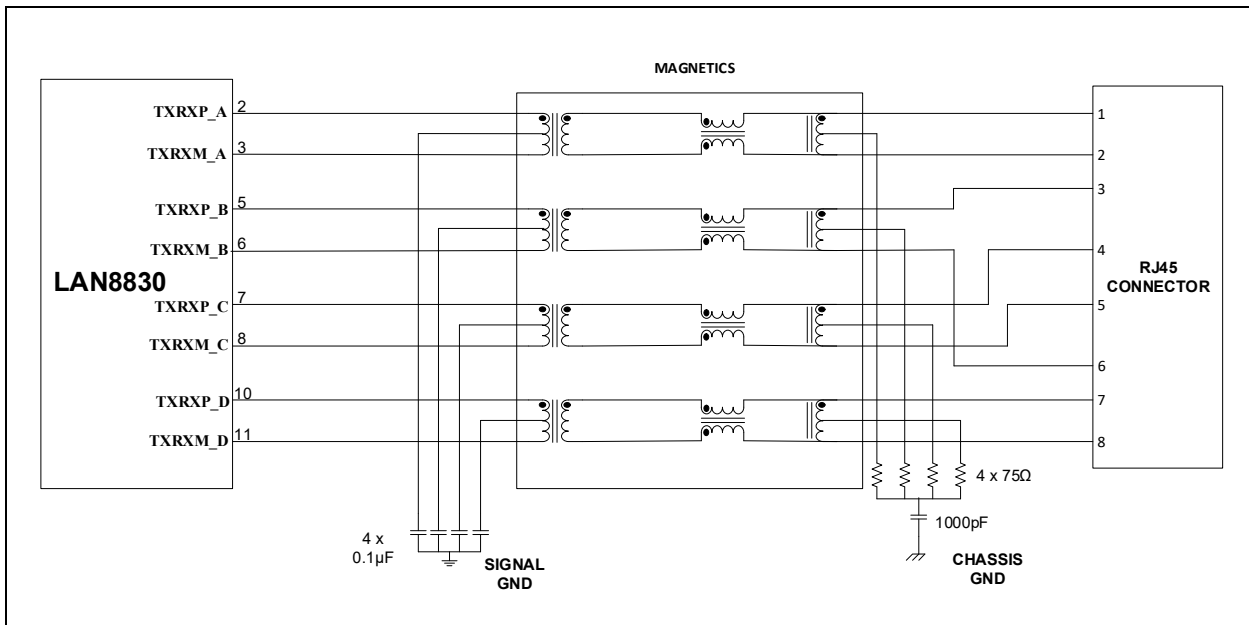 MAGNETICS
TXRXP_A 2
TXRXM_A 3
TXRXP_B 5
TXRXM_B 6
LAN8830
TXRXP_C 7
TXRXM_C 8
TXRXP_D 10
TXRXM_D 11
1
2
3
4
RJ45
CONNECTOR
5
6
7
8
4 x 75Ω
1000pF
4 x
0.1µF
SIGNAL
GND
CHASSIS
GND